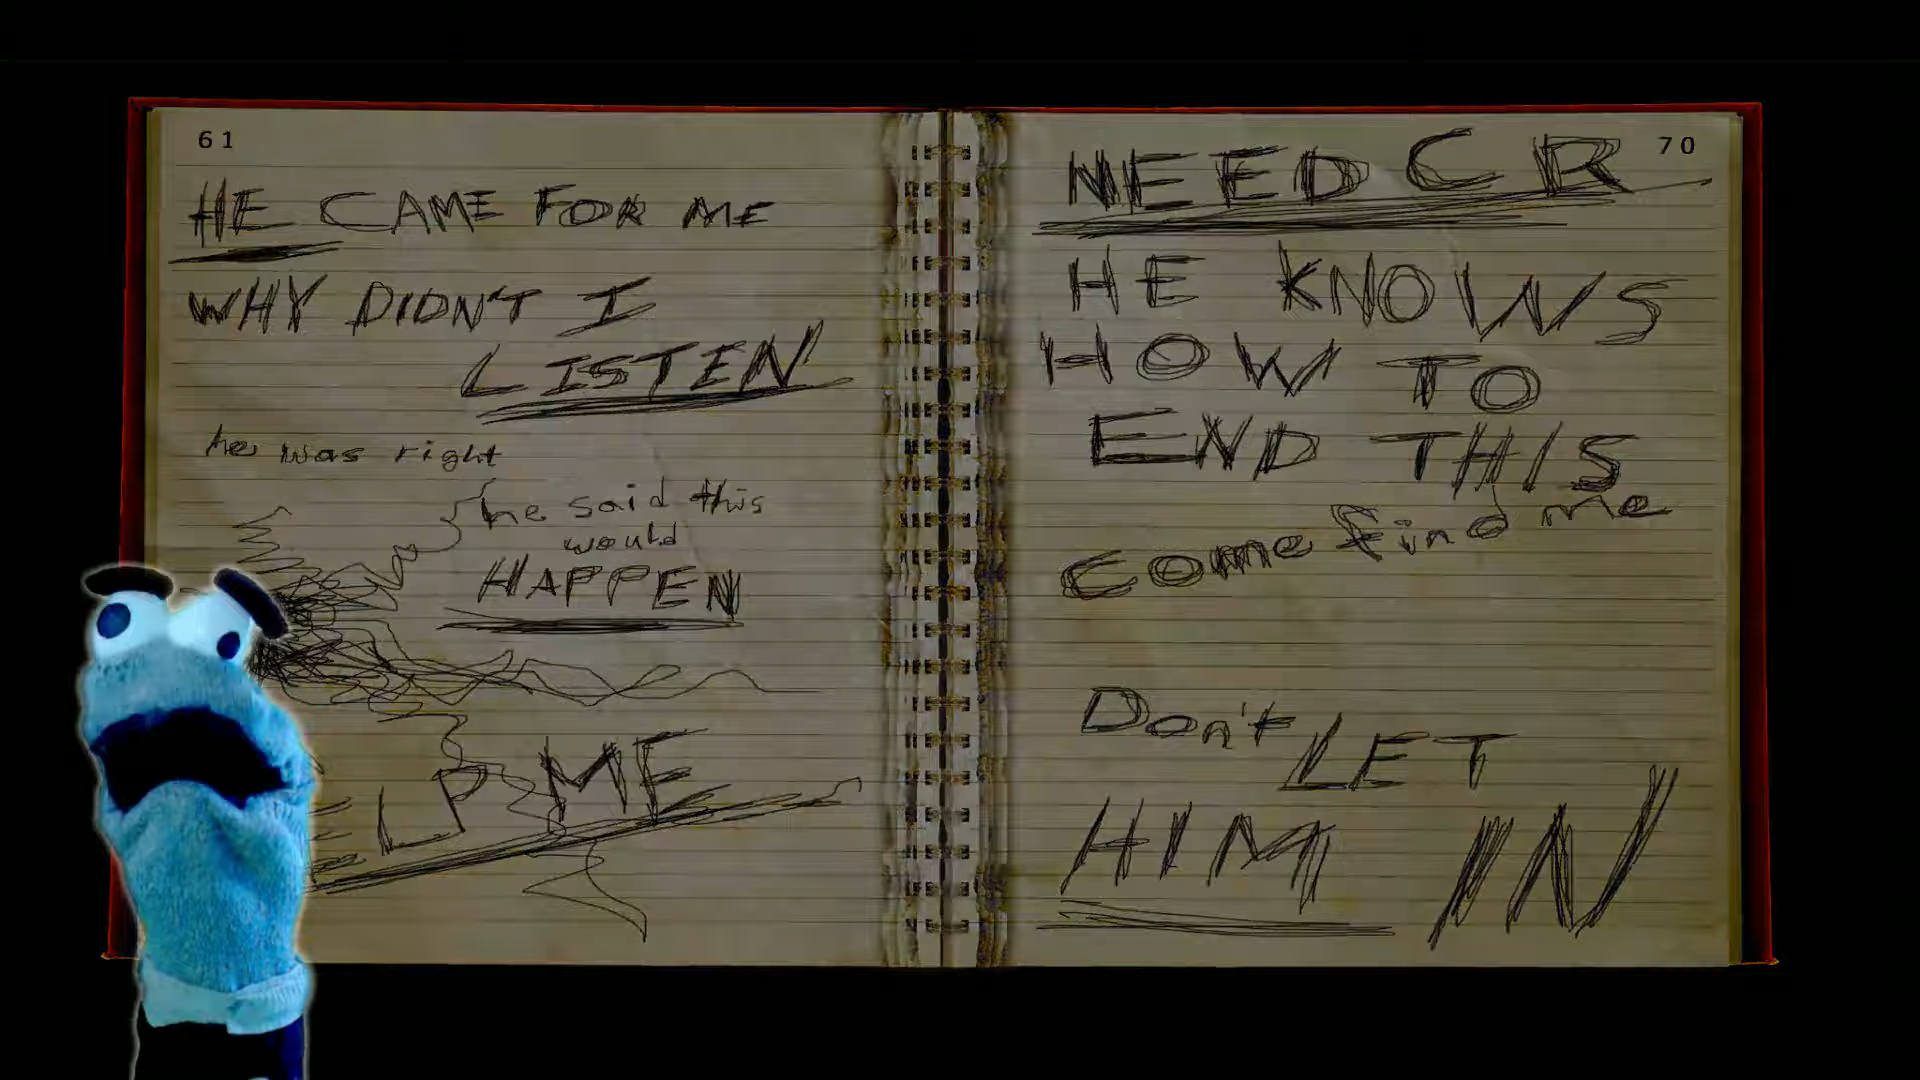 61
HE CAME FOR ME
WHY DIDN'T I
LISTEN
he was right
he said this
would
HAPPEN
LP ME
70
NEED CR
HE KNOWS
HOW TO
END THIS
come find me
Don't LET
HIM IN